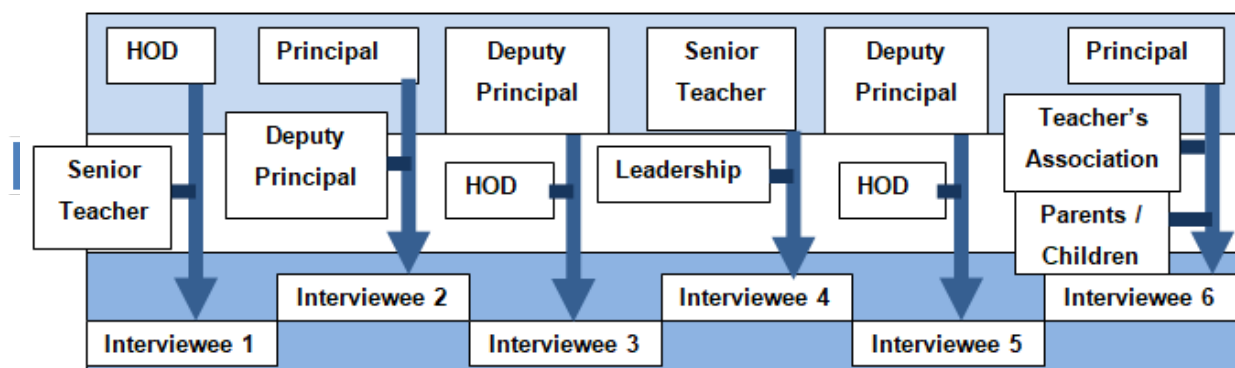 HOD
Principal
Deputy
Principal
Senior
Teacher
Deputy
Principal
Principal
Senior
Teacher
Deputy
Principal
HOD
Leadership
HOD
Teacher’s
Association
Parents /
Children
Interviewee 1
Interviewee 2
Interviewee 3
Interviewee 4
Interviewee 5
Interviewee 6